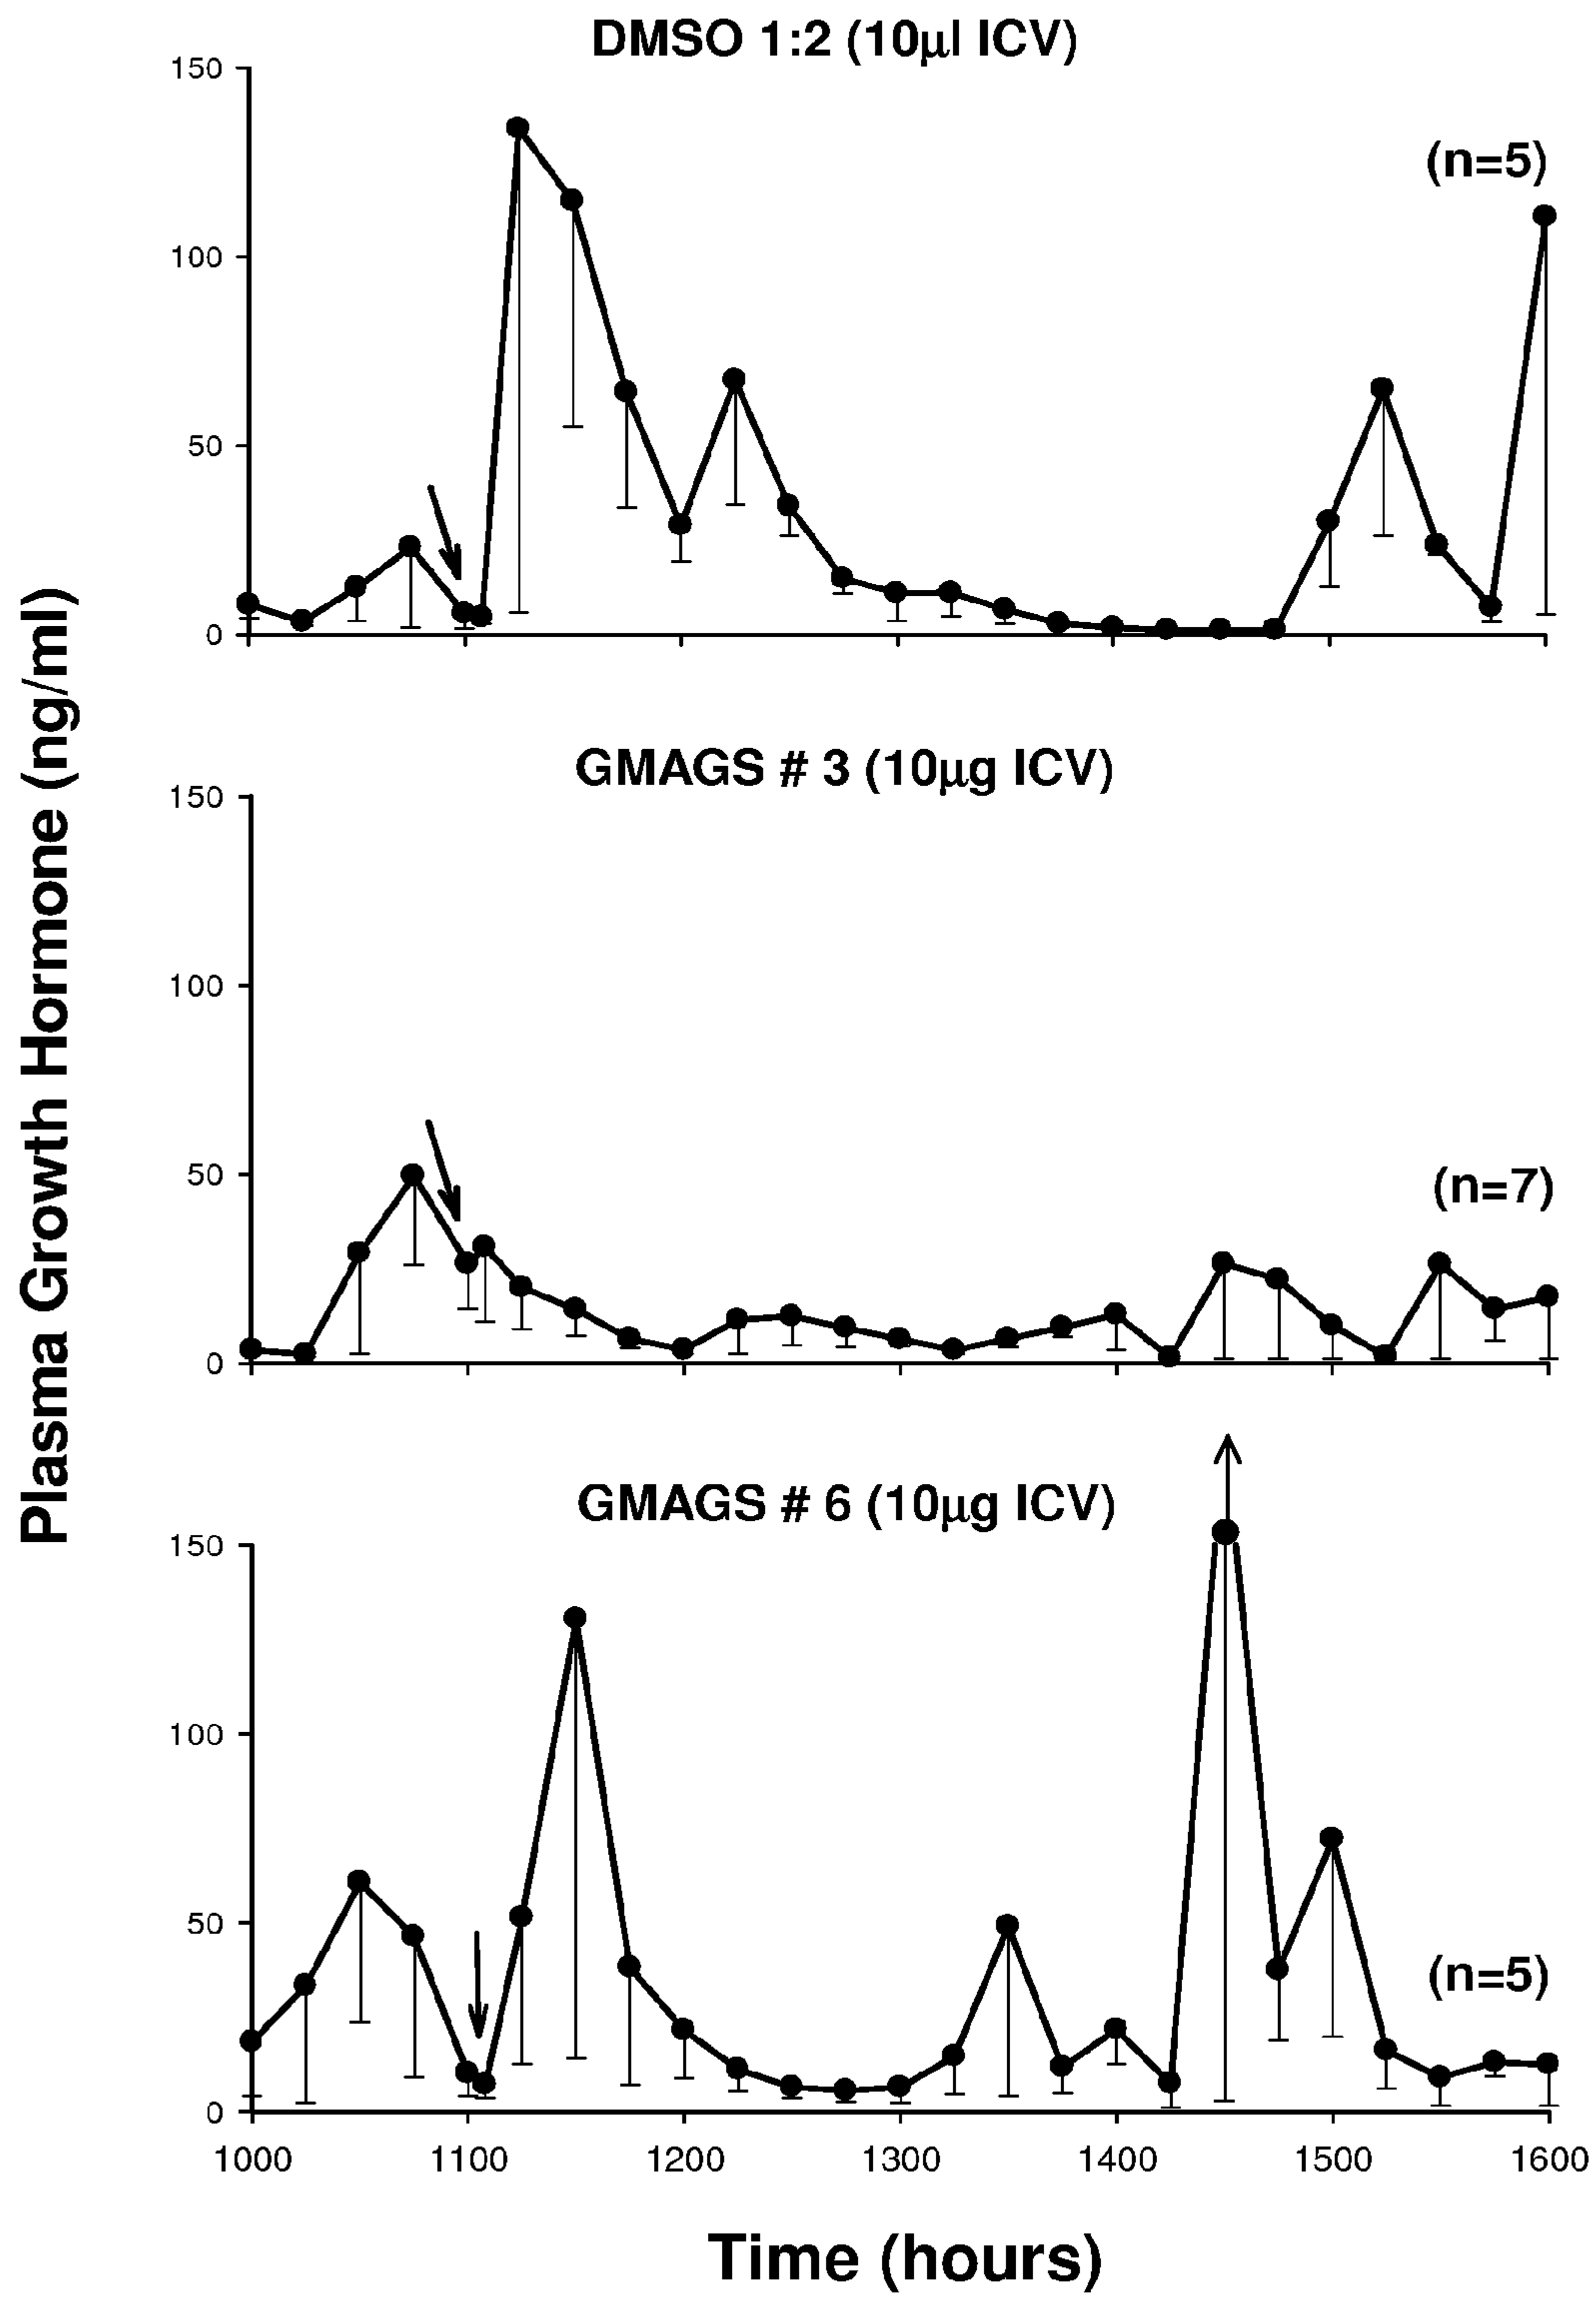 DMSO 1:2 (10µl ICV)
150
100
50
0
(n=5)
GMAGS # 3 (10µg ICV)
150
100
50
0
(n=7)
GMAGS # 6 (10µg ICV)
150
100
50
0
(n=5)
1000 1100 1200 1300 1400 1500 1600
Time (hours)
Plasma Growth Hormone (ng/ml)